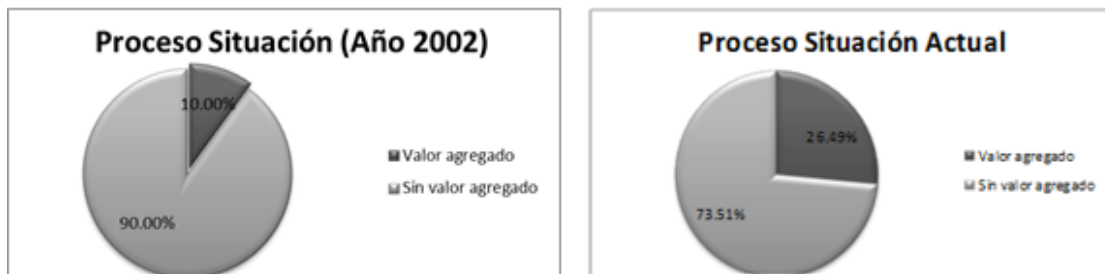 Proceso Situación (Año 2002)
10.00%
90.00%
Valor agregado
Sin valor agregado
Proceso Situación Actual
26.49%
73.51%
Valor agregado
Sin valor agregado